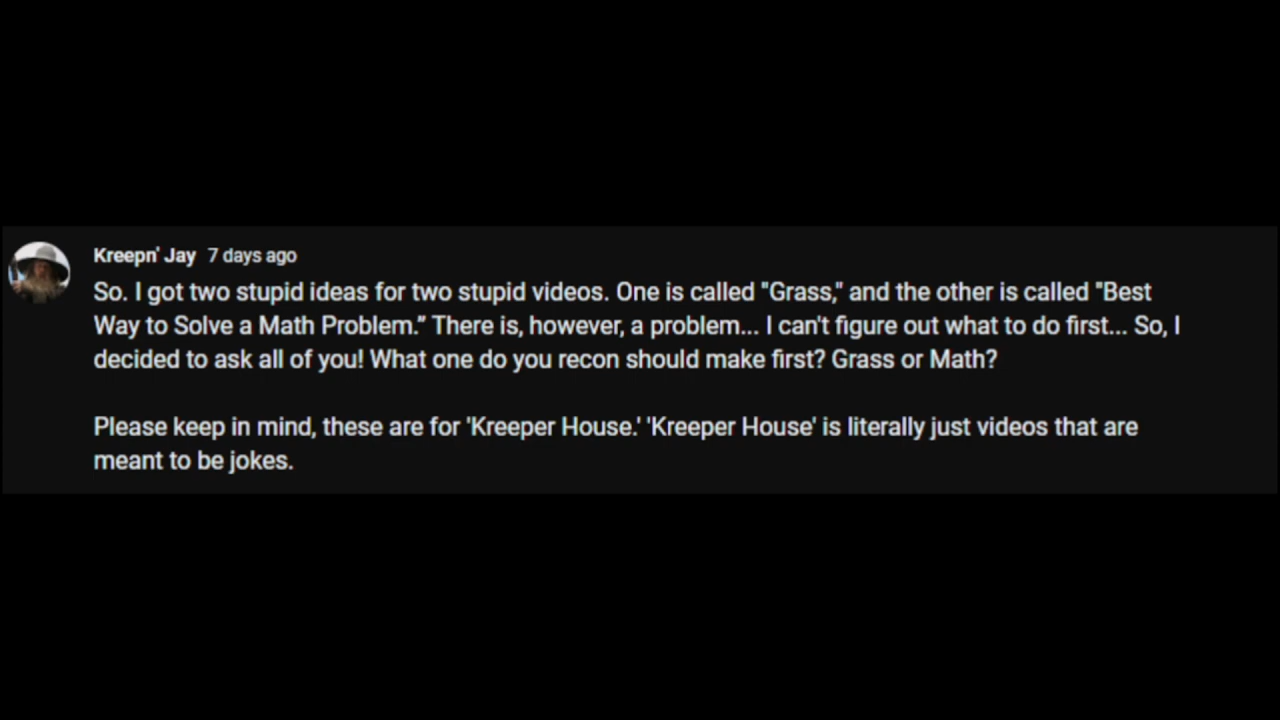 Kreepn' Jay 7 days ago
So. I got two stupid ideas for two stupid videos. One is called "Grass," and the other is called "Best
Way to Solve a Math Problem.” There is, however, a problem... I can't figure out what to do first... So, I
decided to ask all of you! What one do you recon should make first? Grass or Math?
Please keep in mind, these are for 'Kreeper House.' 'Kreeper House' is literally just videos that are
meant to be jokes.